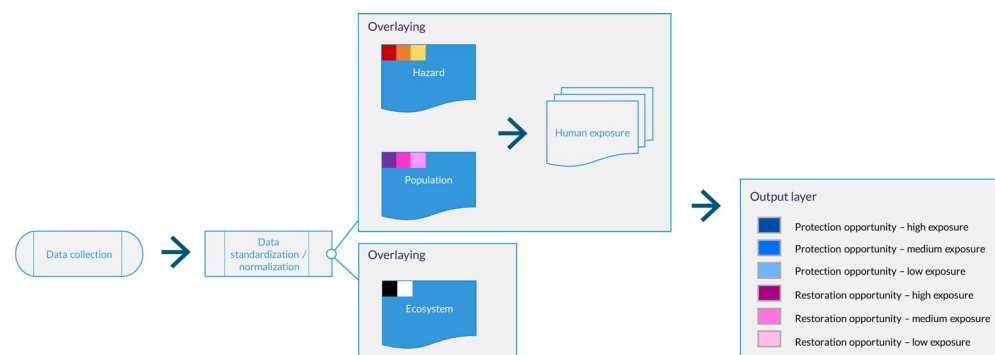 Overlaying
Hazard
Human exposure
Population
Data collection
Data
standardization /
normalization
Overlaying
Ecosystem
Output layer
Protection opportunity – high exposure
Protection opportunity – medium exposure
Protection opportunity – low exposure
Restoration opportunity – high exposure
Restoration opportunity – medium exposure
Restoration opportunity – low exposure